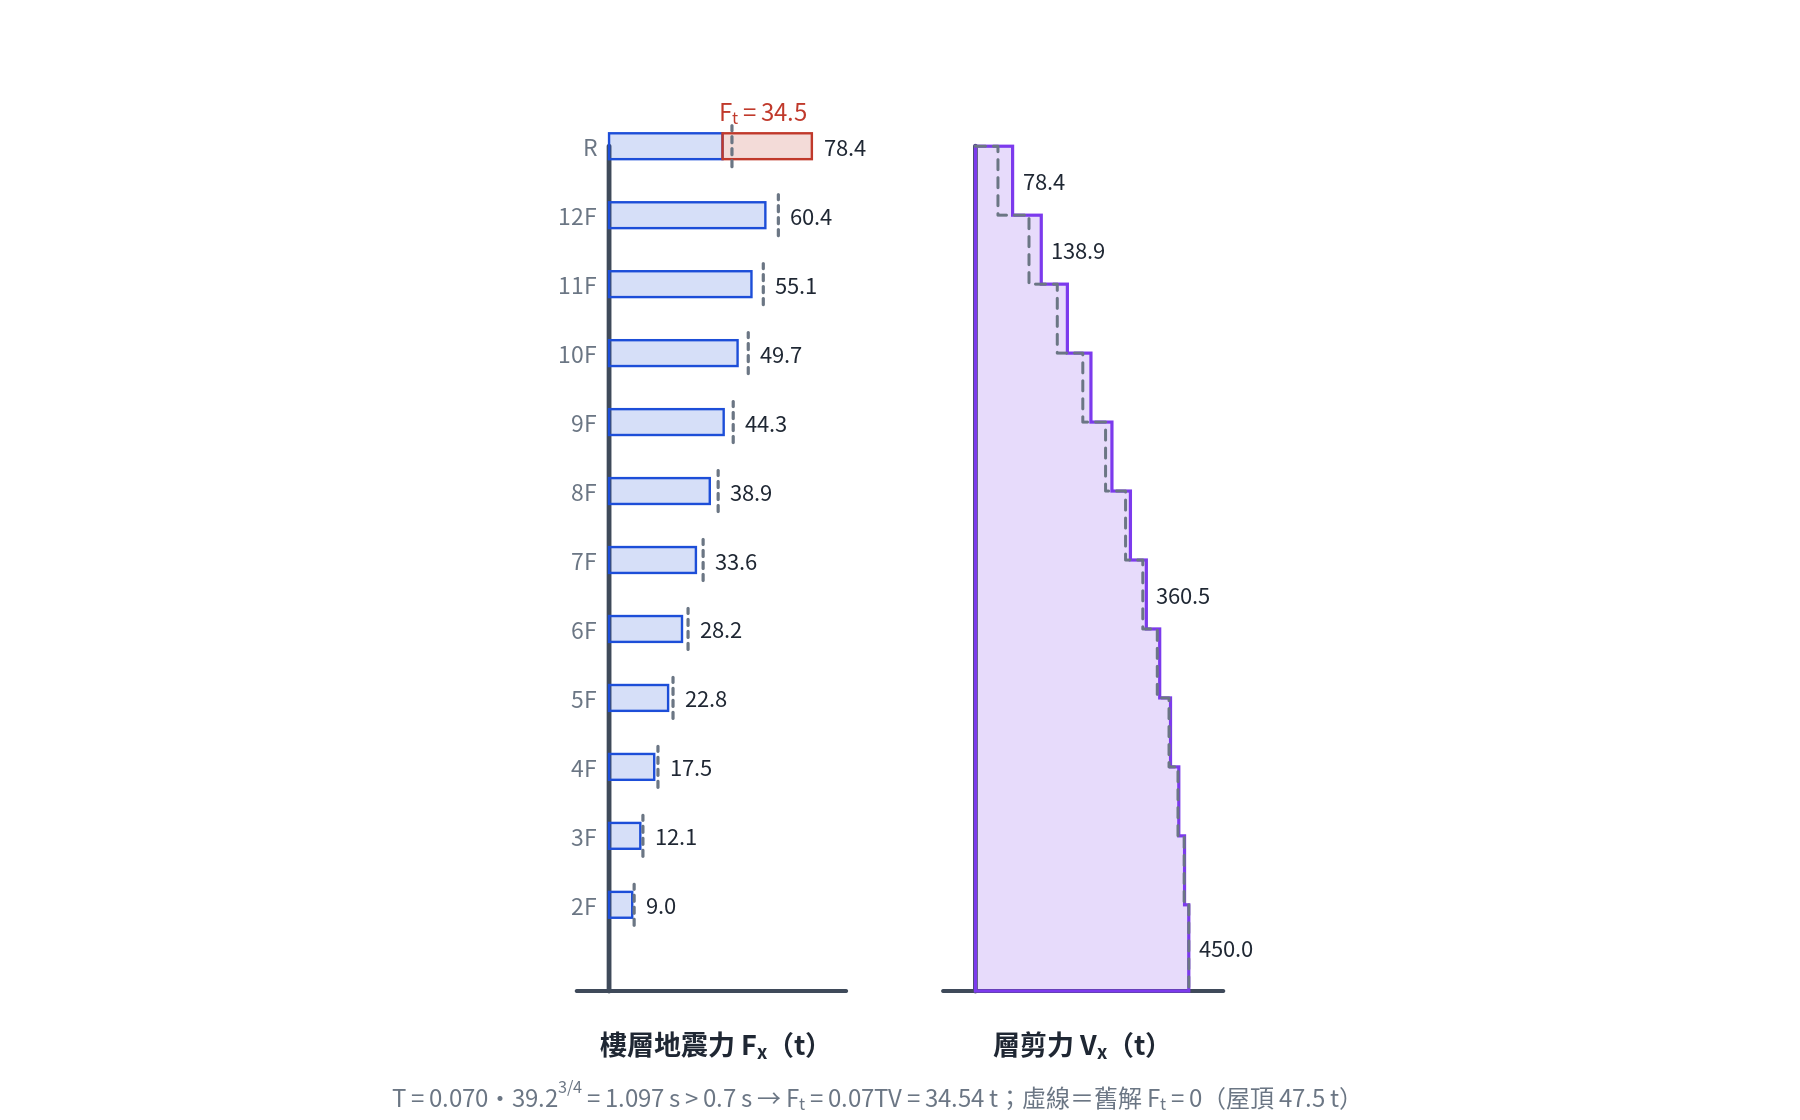 Fₜ = 34.5
R 78.4
78.4
12F 60.4
138.9
11F 55.1
10F 49.7
9F 44.3
8F 38.9
7F 33.6
360.5
6F 28.2
5F 22.8
4F 17.5
3F 12.1
2F 9.0
450.0
樓層地震力 Fₓ（t）
層剪力 Vₓ（t）
T = 0.070・39.2^3/4 = 1.097 s > 0.7 s → Fₜ = 0.07TV = 34.54 t；虛線＝舊解 Fₜ = 0（屋頂 47.5 t）